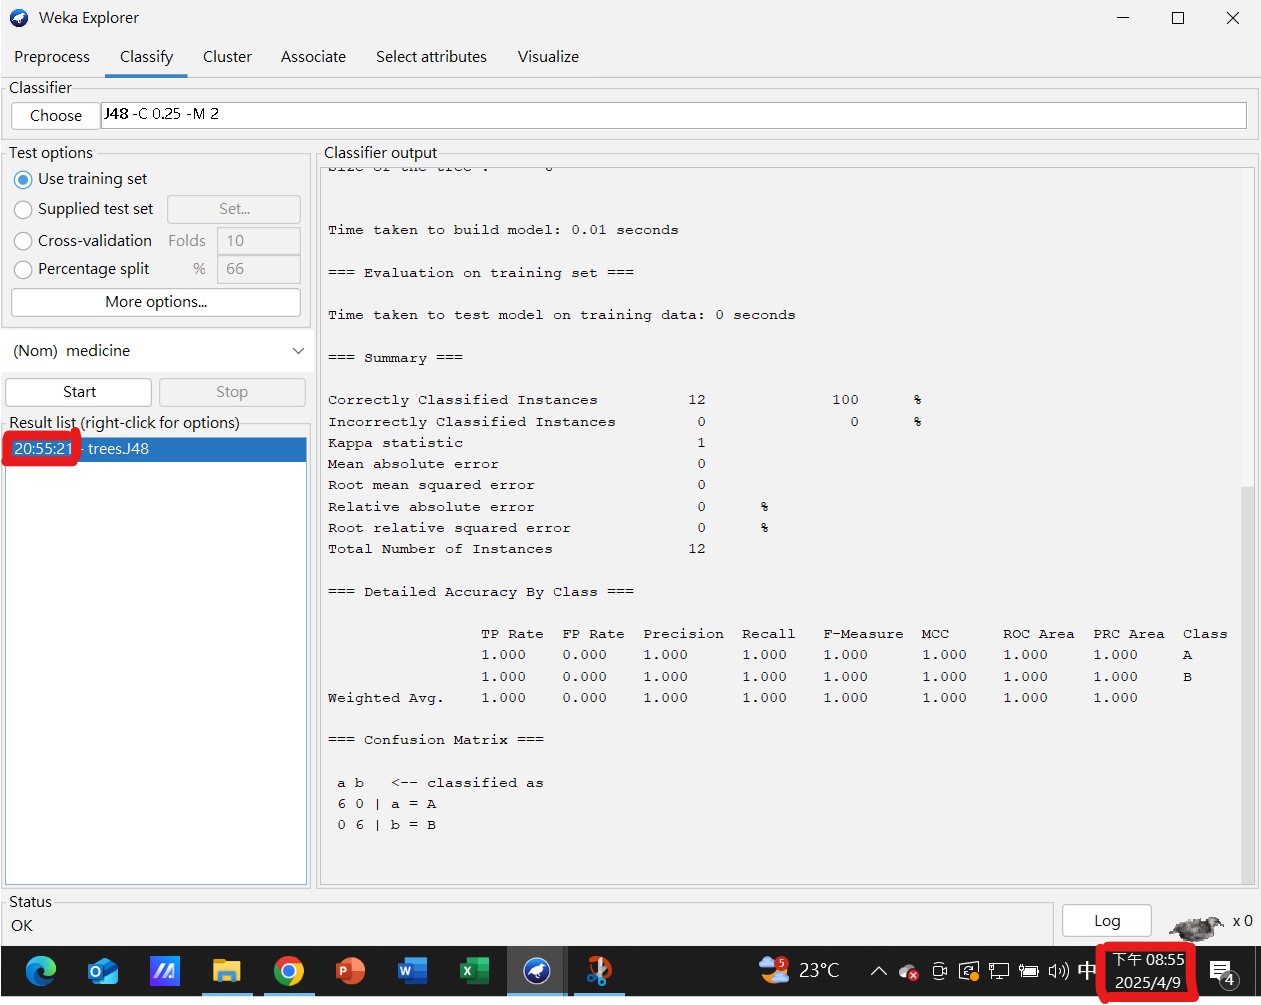 Weka Explorer
Preprocess Classify Cluster Associate Select attributes Visualize
Classifier
Choose J48 -C 0.25 -M 2
Test options
Use training set
Supplied test set Set...
Cross-validation Folds 10
Percentage split % 66
More options...
(Nom) medicine
Start Stop
Result list (right-click for options)
20:55:21 - trees.J48
Classifier output
Size of the tree :
Time taken to build model: 0.01 seconds
=== Evaluation on training set ===
Time taken to test model on training data: 0 seconds
=== Summary ===
Correctly Classified Instances 12 100 %
Incorrectly Classified Instances 0 0 %
Kappa statistic 1
Mean absolute error 0
Root mean squared error 0
Relative absolute error 0 %
Root relative squared error 0 %
Total Number of Instances 12
=== Detailed Accuracy By Class ===
TP Rate FP Rate Precision Recall F-Measure MCC ROC Area PRC Area Class
1.000 0.000 1.000 1.000 1.000 1.000 1.000 1.000 A
1.000 0.000 1.000 1.000 1.000 1.000 1.000 1.000 B
Weighted Avg. 1.000 0.000 1.000 1.000 1.000 1.000 1.000 1.000
=== Confusion Matrix ===
a b <-- classified as
6 0 | a = A
0 6 | b = B
Status
OK
Log x 0
5 23°C 中 下午 08:55
2025/4/9
4